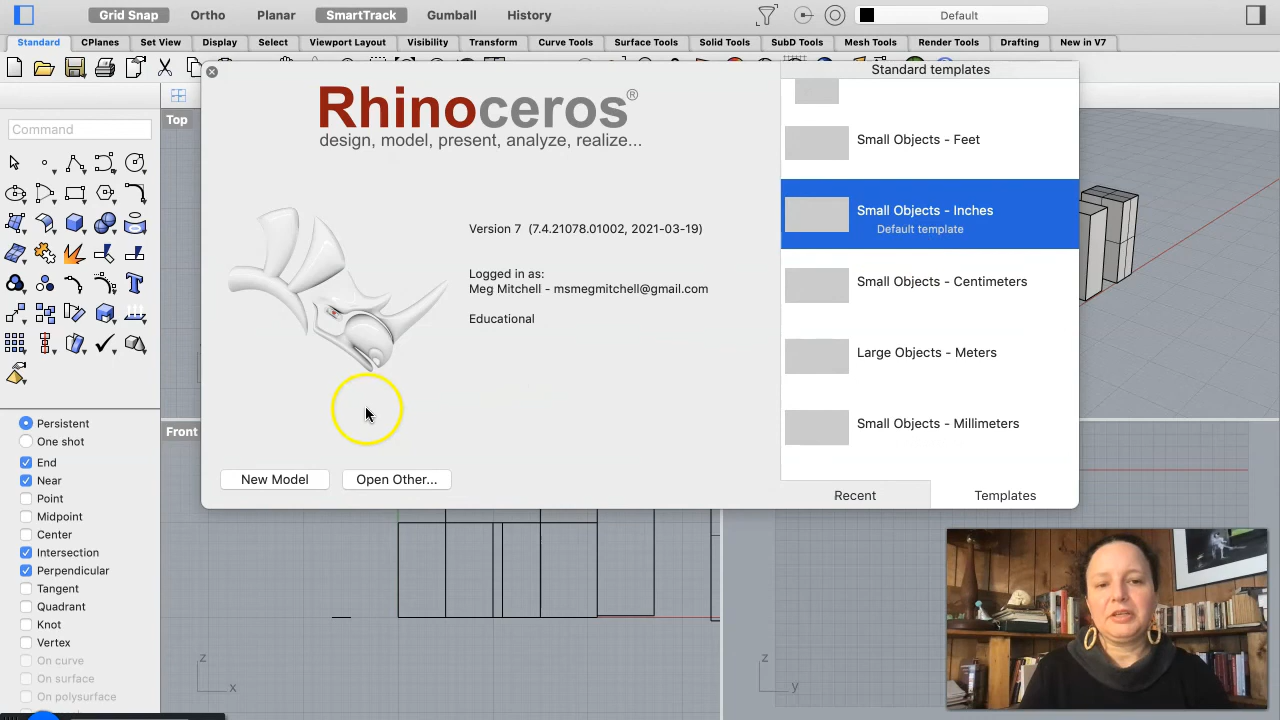 Grid Snap Ortho Planar SmartTrack Gumball History Default
Standard CPlanes Set View Display Select Viewport Layout Visibility Transform Curve Tools Surface Tools Solid Tools SubD Tools Mesh Tools Render Tools Drafting New in V7
Command
Top
Front
Rhinoceros®
design, model, present, analyze, realize...
Version 7 (7.4.21078.01002, 2021-03-19)
Logged in as:
Meg Mitchell - msmegmitchell@gmail.com
Educational
New Model Open Other...
Standard templates
Small Objects - Feet
Small Objects - Inches
Default template
Small Objects - Centimeters
Large Objects - Meters
Small Objects - Millimeters
Recent Templates
Persistent
One shot
End
Near
Point
Midpoint
Center
Intersection
Perpendicular
Tangent
Quadrant
Knot
Vertex
On curve
On surface
On polysurface
z
x
z
y